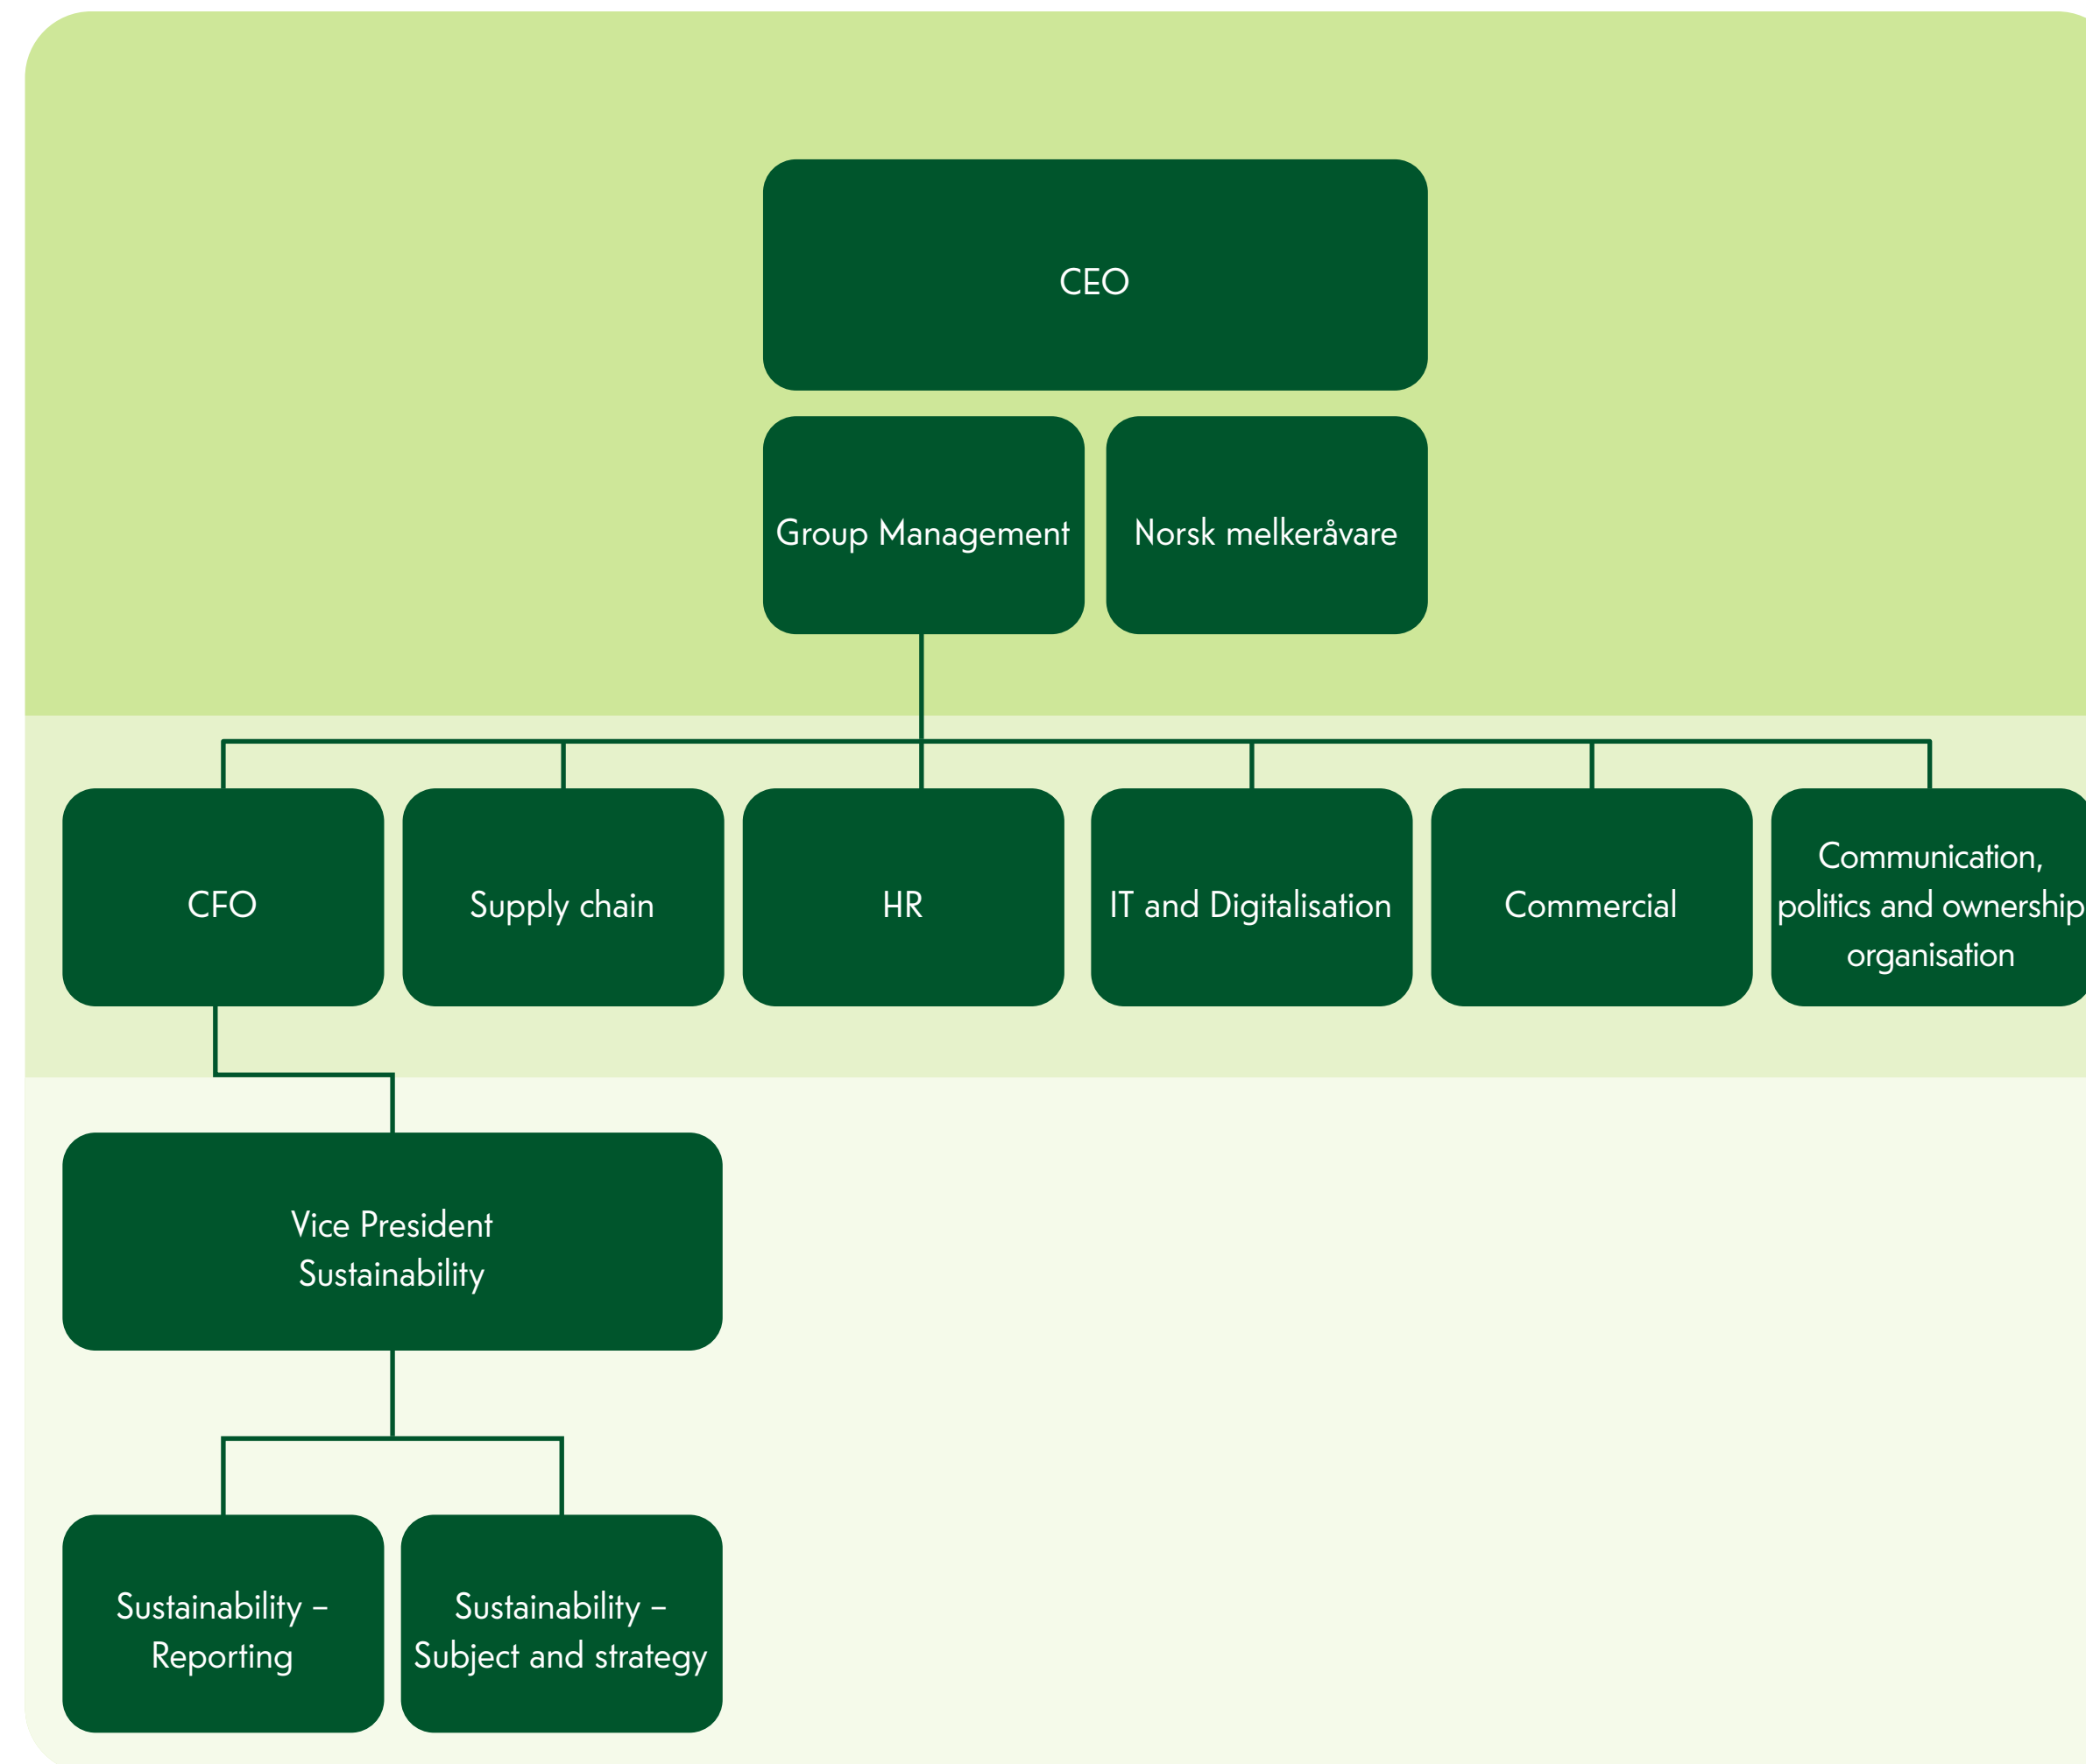 CEO
Group Management
Norsk melkeråvare
CFO
Supply chain
HR
IT and Digitalisation
Commercial
Communication,
politics and ownership
organisation
Vice President
Sustainability
Sustainability –
Reporting
Sustainability –
Subject and strategy